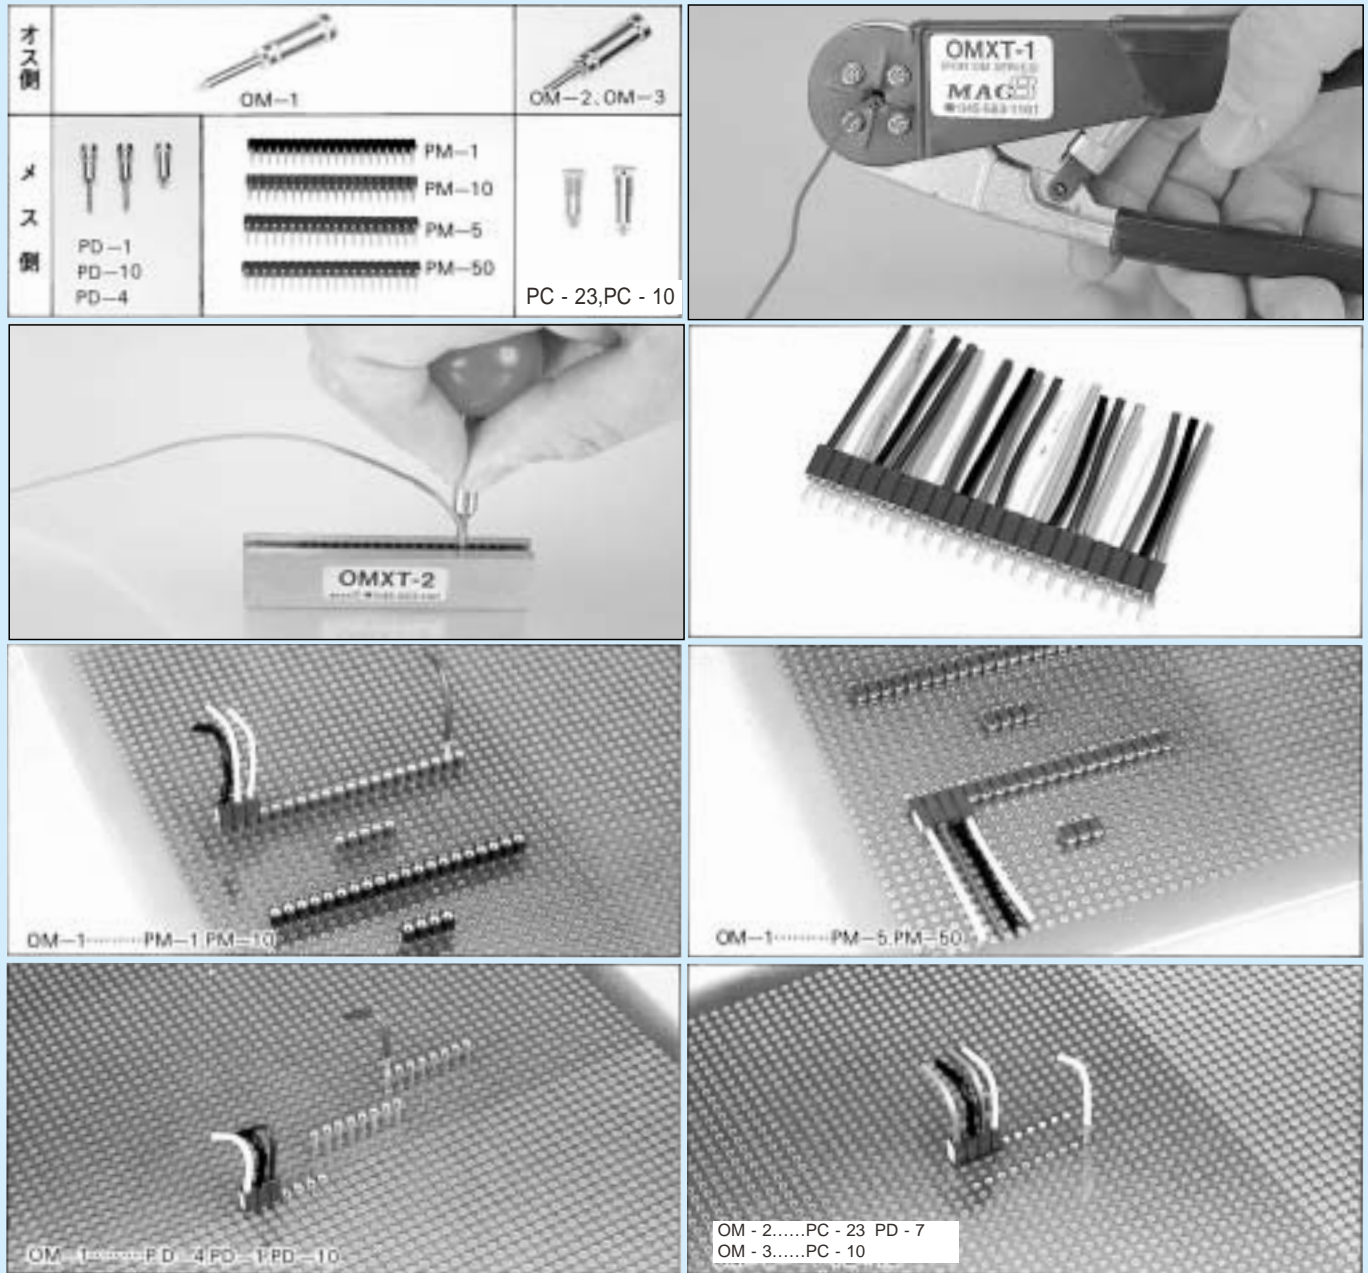 オス側
OM-1
OM-2. OM-3
メス側
PD-1
PD-10
PD-4
PM-1
PM-10
PM-5
PM-50
PC - 23,PC - 10
OMXT-1
MAC8
OMXT-2
OM-1………PM-1.PM-10
OM-1………PM-5.PM-50
OM-1………PD-4.PD-1.PD-10
OM - 2......PC - 23 PD - 7
OM - 3......PC - 10